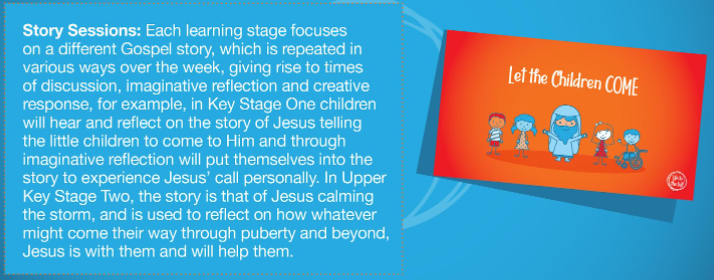 Story Sessions: Each learning stage focuses
on a different Gospel story, which is repeated in
various ways over the week, giving rise to times
of discussion, imaginative reflection and creative
response, for example, in Key Stage One children
will hear and reflect on the story of Jesus telling
the little children to come to Him and through
imaginative reflection will put themselves into the
story to experience Jesus' call personally. In Upper
Key Stage Two, the story is that of Jesus calming
the storm, and is used to reflect on how whatever
might come their way through puberty and beyond,
Jesus is with them and will help them.
Let the Children COME